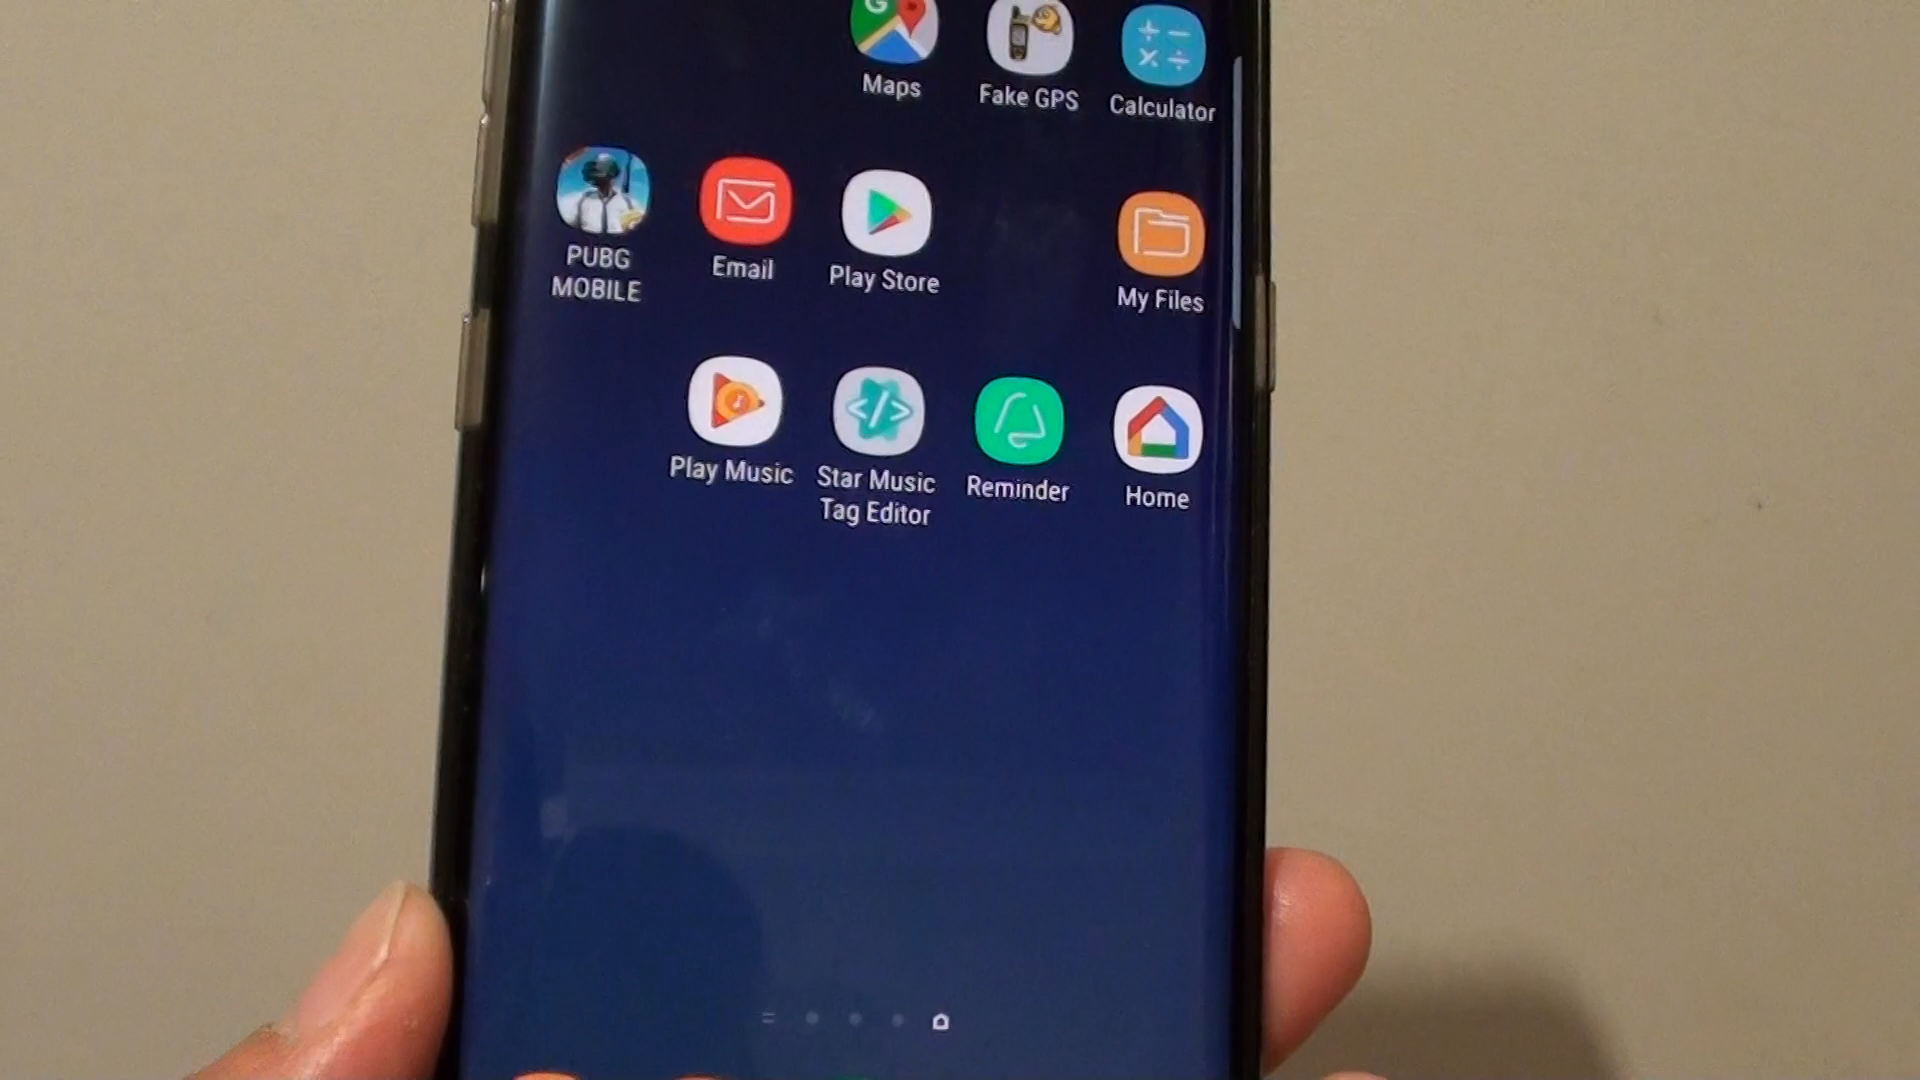 Maps
Fake GPS
Calculator
PUBG
MOBILE
Email
Play Store
My Files
Play Music
Star Music
Tag Editor
Reminder
Home